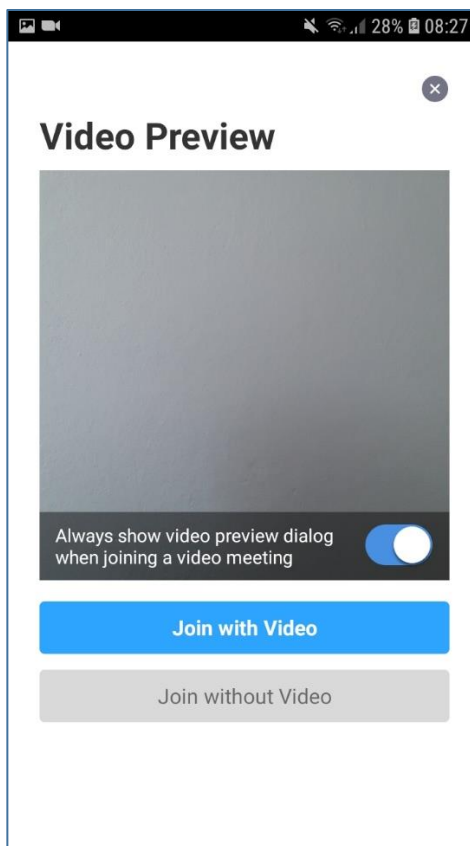 28% 08:27
Video Preview
Always show video preview dialog
when joining a video meeting
Join with Video
Join without Video